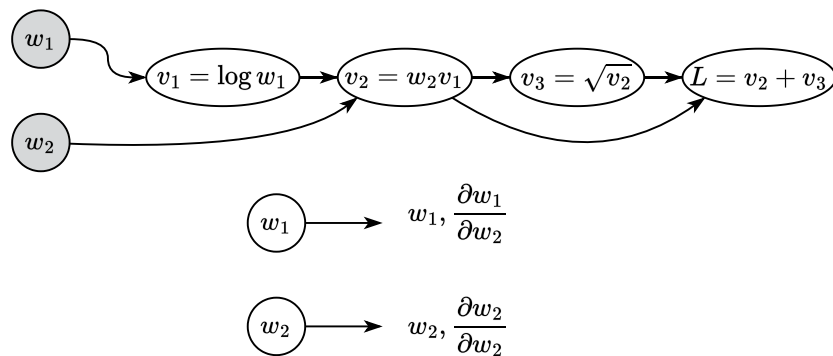 w₁
v₁ = log w₁
v₂ = w₂v₁
v₃ = √v₂
L = v₂ + v₃
w₂
w₁
w₁, ∂w₁/∂w₂
w₂
w₂, ∂w₂/∂w₂